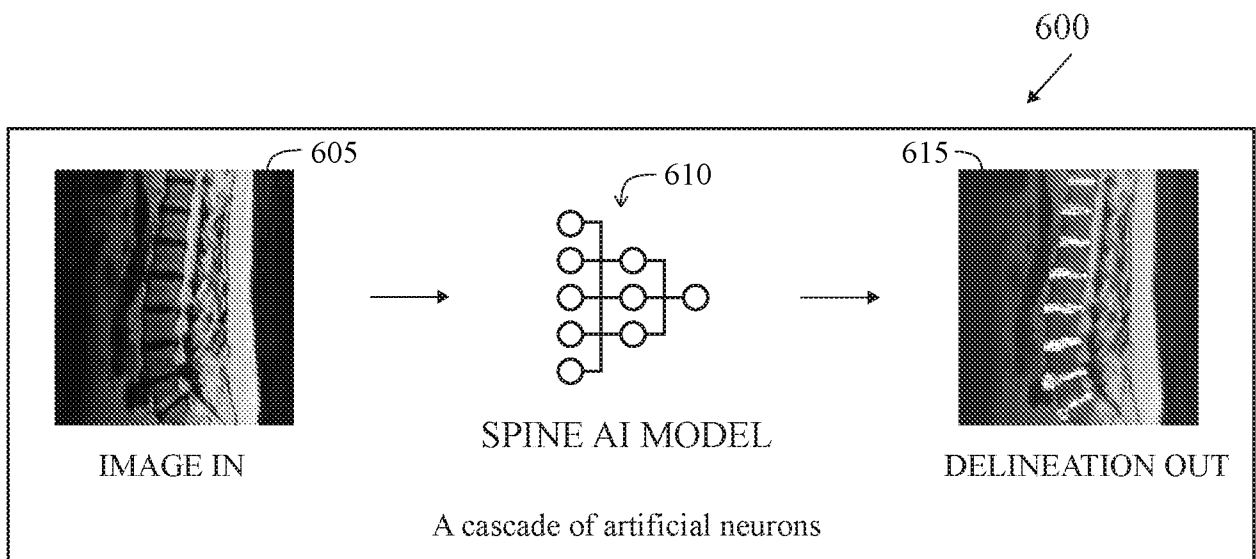 600
605
610
615
SPINE AI MODEL
IMAGE IN
DELINEATION OUT
A cascade of artificial neurons